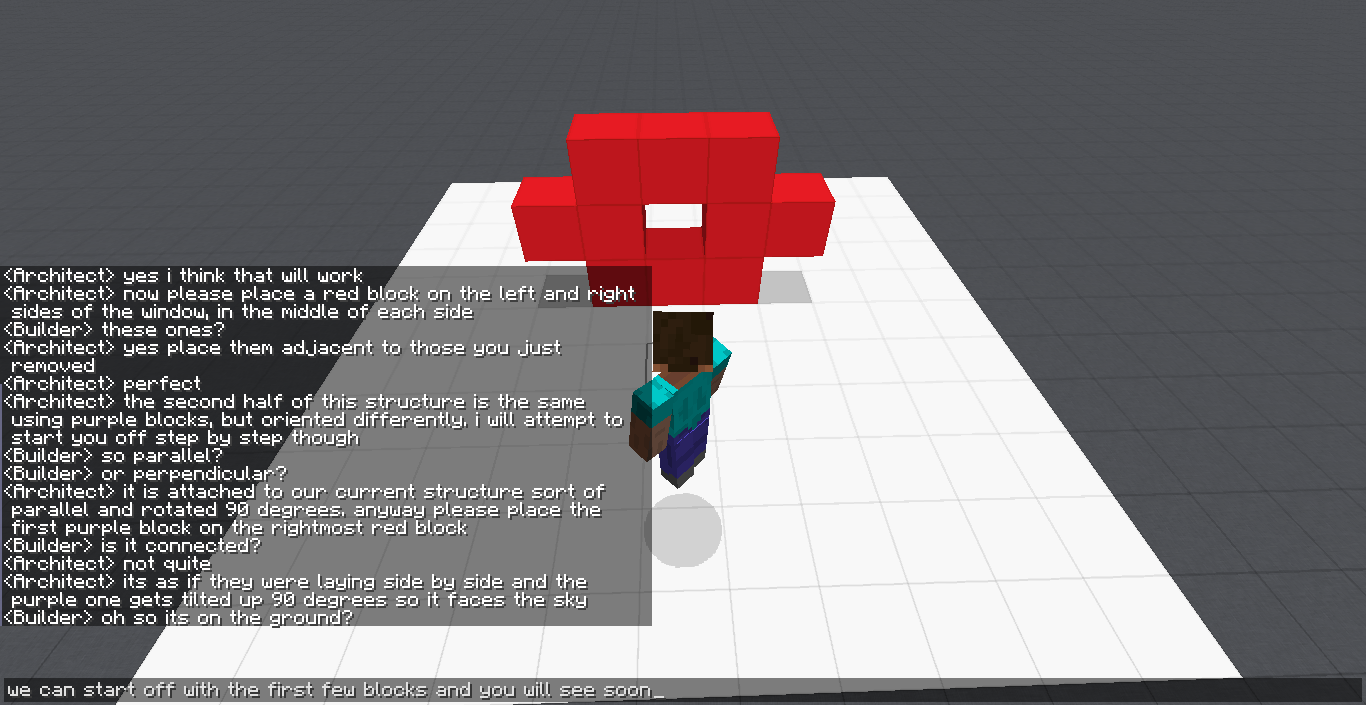 <Architect> yes i think that will work
<Architect> now please place a red block on the left and right
sides of the window, in the middle of each side
<Builder> these ones?
<Architect> yes place them adjacent to those you just
removed
<Architect> perfect
<Architect> the second half of this structure is the same
using purple blocks, but oriented differently. i will attempt to
start you off step by step though
<Builder> so parallel?
<Builder> or perpendicular?
<Architect> it is attached to our current structure sort of
parallel and rotated 90 degrees. anyway please place the
first purple block on the rightmost red block
<Builder> is it connected?
<Architect> not quite
<Architect> its as if they were laying side by side and the
purple one gets tilted up 90 degrees so it faces the sky
<Builder> oh so its on the ground?
we can start off with the first few blocks and you will see soon_